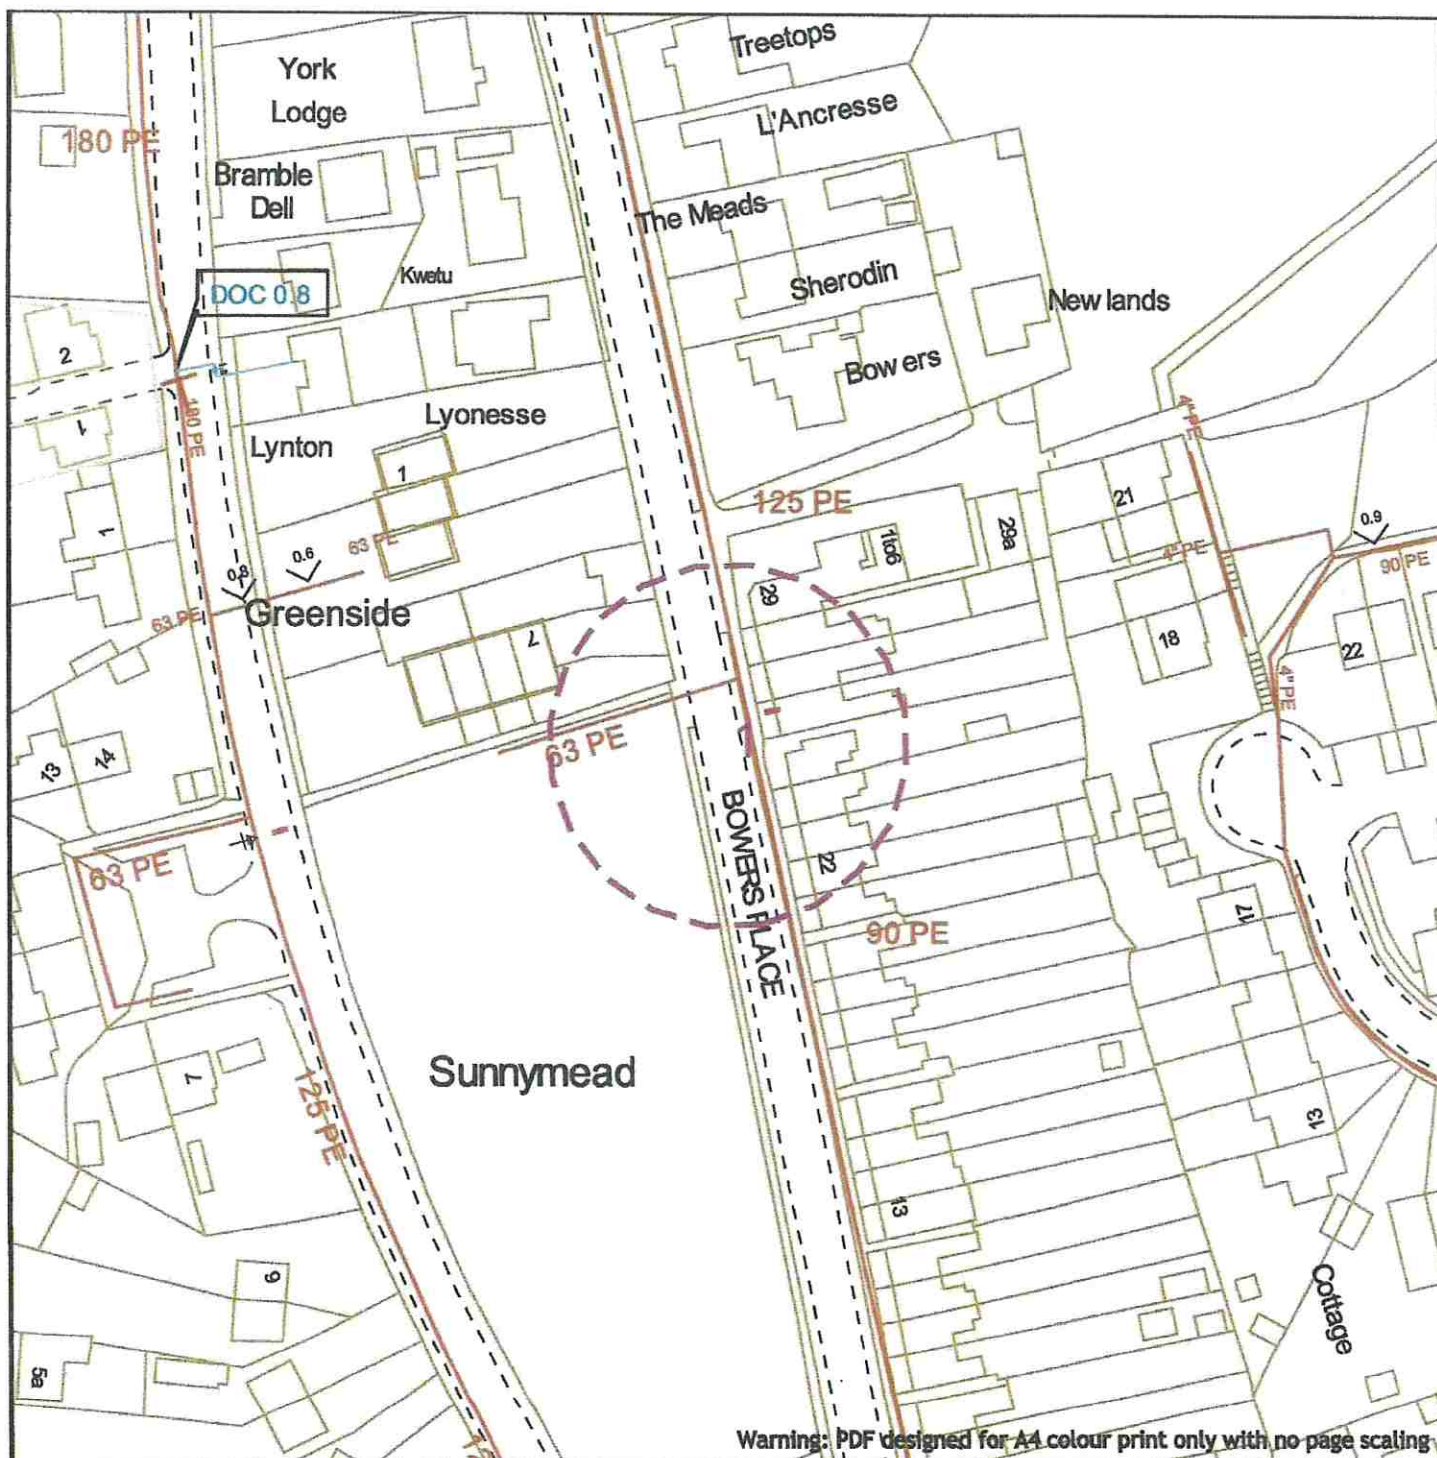 Treetops
York
Lodge
L'Ancresse
180 PE
Bramble
Dell
The Meads
Kwetu
Sherodin
DOC 0.8
New lands
2
Bow ers
1
180 PE
Lyonesse
4" PE
Lynton
1
125 PE
21
1
29a
1to6
0.9
63 PE
0.6
0.8
4" PE
90 PE
29
Greenside
63 PE
7
18
22
4" PE
63 PE
14
13
BOWERS PLACE
22
63 PE
17
90 PE
Sunnymead
7
125 PE
13
13
9
Cottage
5a
Warning: PDF designed for A4 colour print only with no page scaling